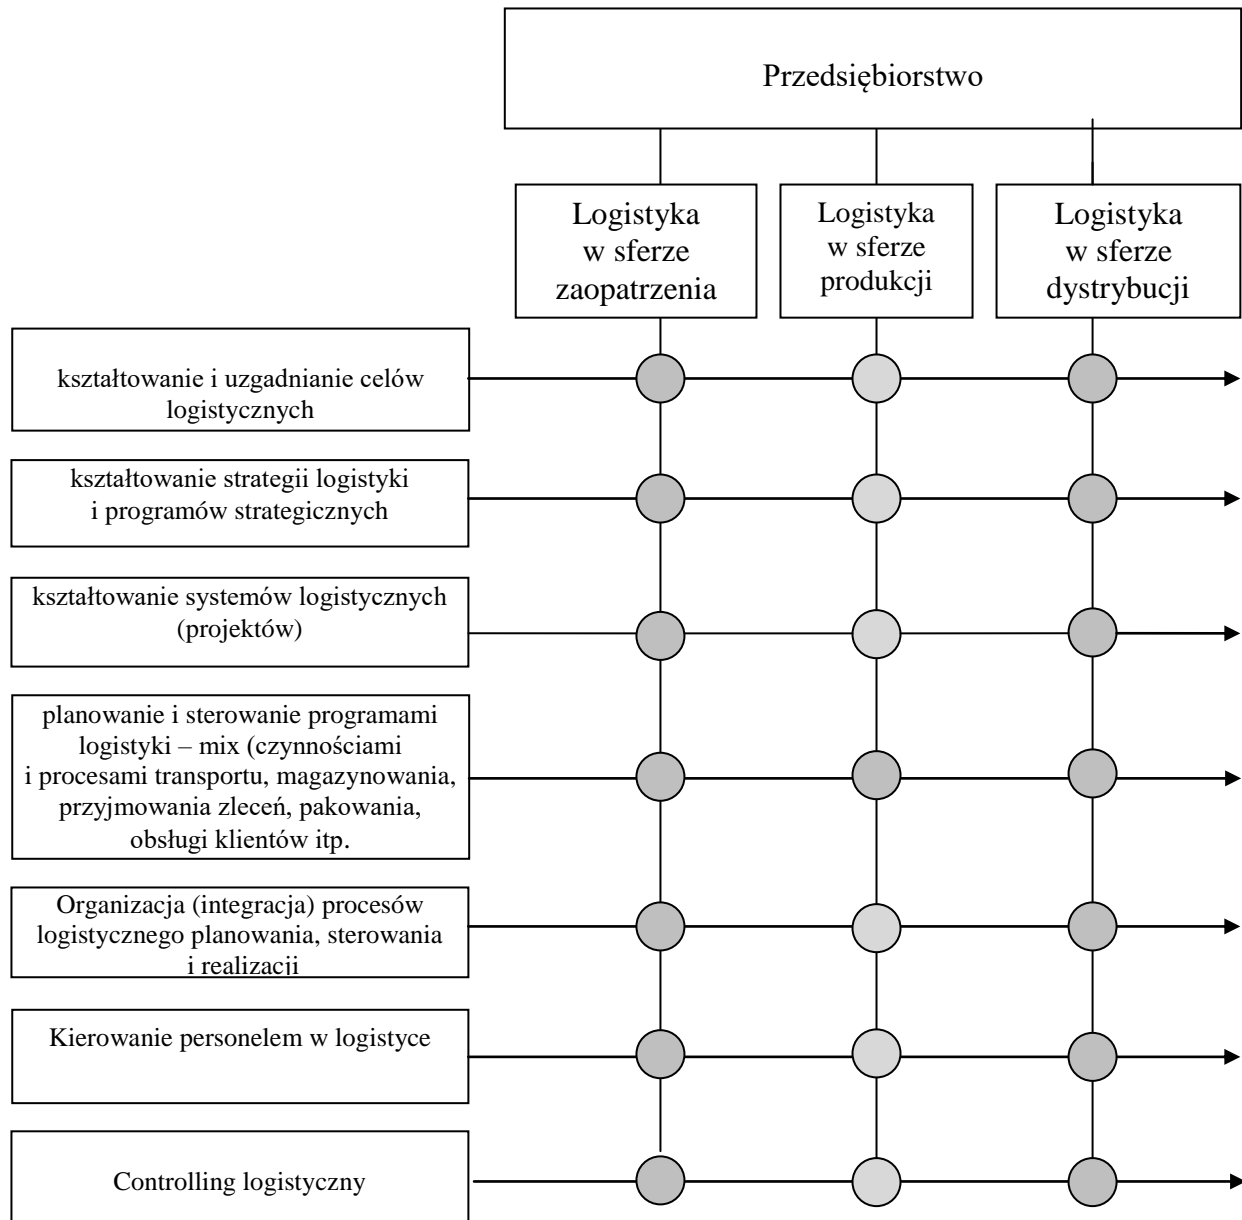 Przedsiębiorstwo
Logistyka
w sferze
zaopatrzenia
Logistyka
w sferze
produkcji
Logistyka
w sferze
dystrybucji
kształtowanie i uzgadnianie celów
logistycznych
kształtowanie strategii logistyki
i programów strategicznych
kształtowanie systemów logistycznych
(projektów)
planowanie i sterowanie programami
logistyki – mix (czynnościami
i procesami transportu, magazynowania,
przyjmowania zleceń, pakowania,
obsługi klientów itp.
Organizacja (integracja) procesów
logistycznego planowania, sterowania
i realizacji
Kierowanie personelem w logistyce
Controlling logistyczny